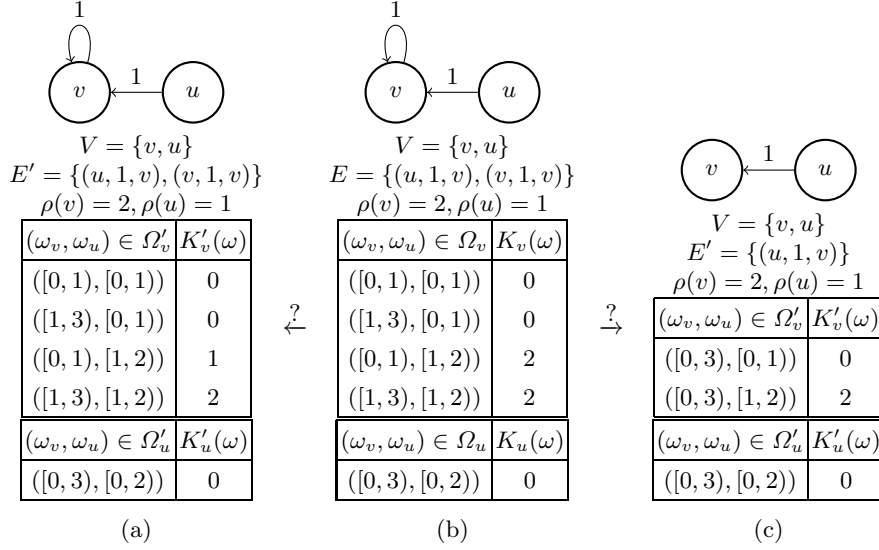 1
v
1
u
V = {v, u}
E′ = {(u, 1, v), (v, 1, v)}
ρ(v) = 2, ρ(u) = 1
(ω_v, ω_u) ∈ Ω′_v K′_v(ω)
([0, 1), [0, 1)) 0
([1, 3), [0, 1)) 0
([0, 1), [1, 2)) 1
([1, 3), [1, 2)) 2
(ω_v, ω_u) ∈ Ω′_u K′_u(ω)
([0, 3), [0, 2)) 0
(a)
?
←
1
v
1
u
V = {v, u}
E = {(u, 1, v), (v, 1, v)}
ρ(v) = 2, ρ(u) = 1
(ω_v, ω_u) ∈ Ω_v K_v(ω)
([0, 1), [0, 1)) 0
([1, 3), [0, 1)) 0
([0, 1), [1, 2)) 2
([1, 3), [1, 2)) 2
(ω_v, ω_u) ∈ Ω_u K_u(ω)
([0, 3), [0, 2)) 0
(b)
?
→
v
1
u
V = {v, u}
E′ = {(u, 1, v)}
ρ(v) = 2, ρ(u) = 1
(ω_v, ω_u) ∈ Ω′_v K′_v(ω)
([0, 3), [0, 1)) 0
([0, 3), [1, 2)) 2
(ω_v, ω_u) ∈ Ω′_u K′_u(ω)
([0, 3), [0, 2)) 0
(c)